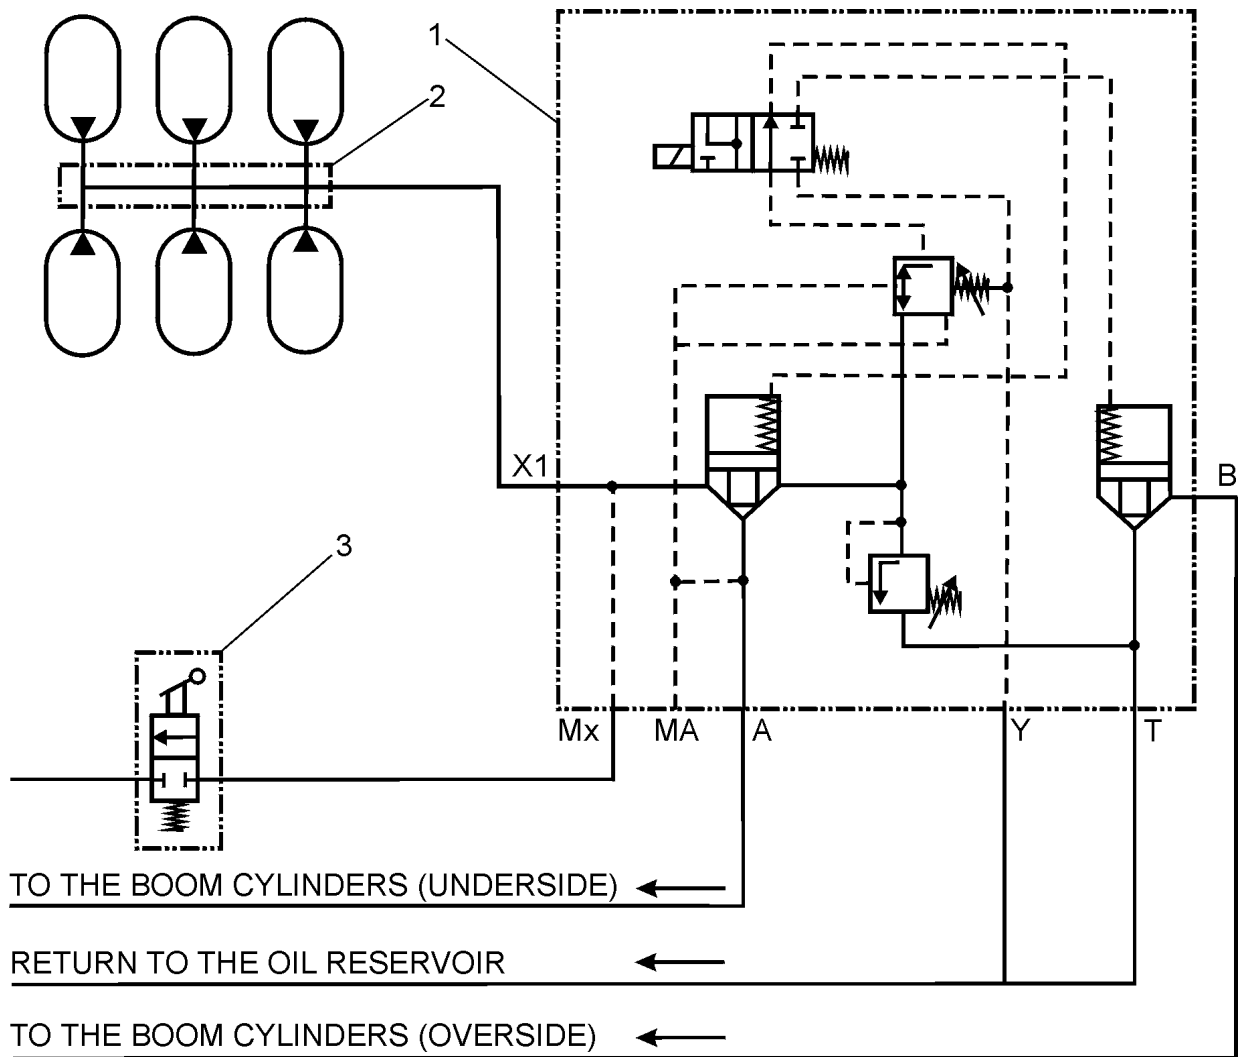 1
2
X1
B
3
Mx MA A Y T
TO THE BOOM CYLINDERS (UNDERSIDE)
RETURN TO THE OIL RESERVOIR
TO THE BOOM CYLINDERS (OVERSIDE)